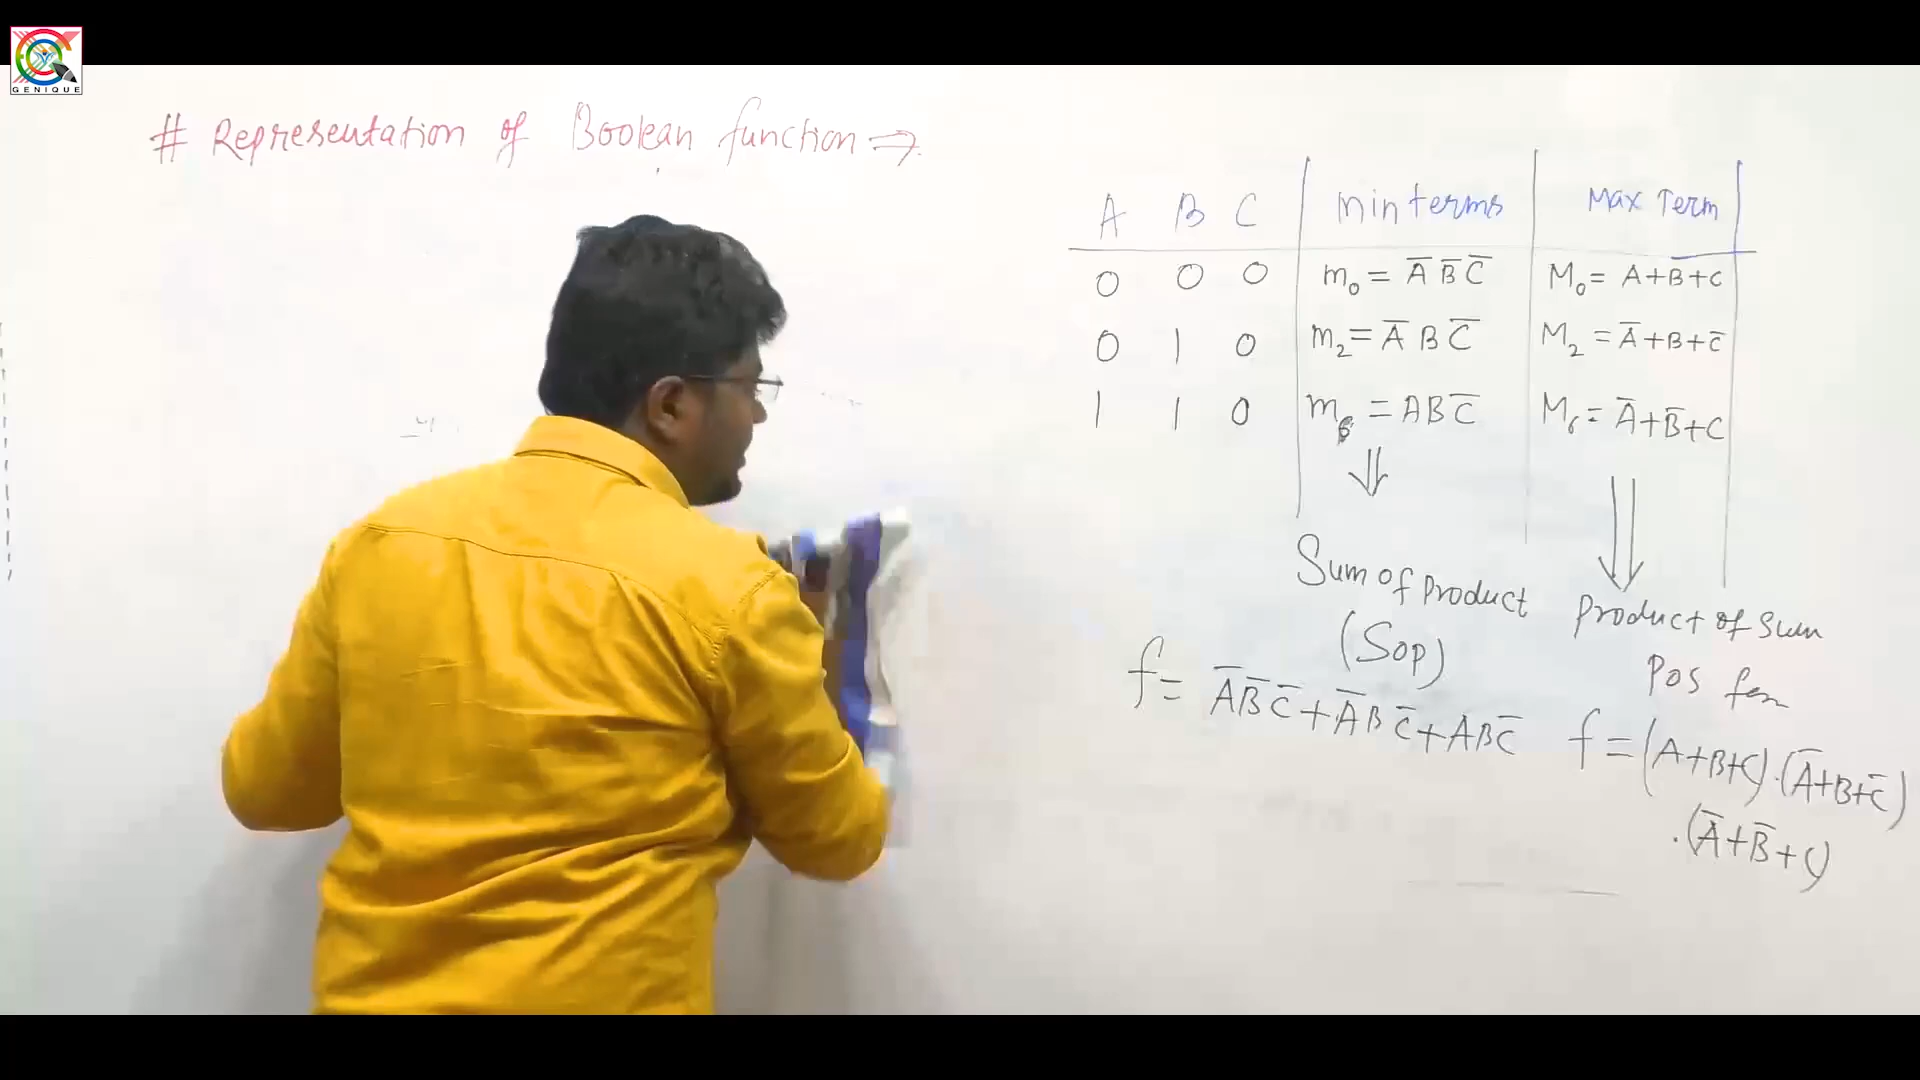 GENIQUE
# Representation of Boolean function ⇒
A B C | Minterms | Max Term
0 0 0 | m₀ = A̅ B̅ C̅ | M₀ = A+B+C
0 1 0 | m₂ = A̅ B C̅ | M₂ = A̅+B+C̅
1 1 0 | m₆ = A B C̅ | M₆ = A̅+B̅+C
⇓ ⇓
Sum of Product
(SOP)
f = A̅B̅C̅ + A̅BC̅ + ABC̅
Product of Sum
POS
f = (A+B+C).(A̅+B+C̅)
.(A̅+B̅+C)